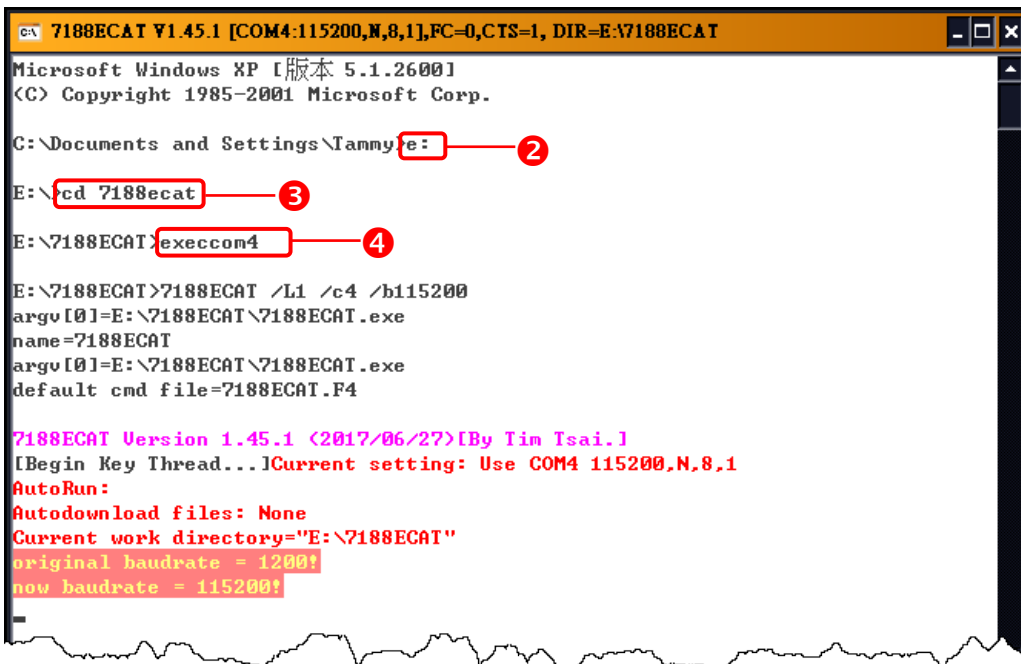 7188ECAT V1.45.1 [COM4:115200,N,8,1],FC=0,CTS=1, DIR=E:\7188ECAT
Microsoft Windows XP [版本 5.1.2600]
(C) Copyright 1985-2001 Microsoft Corp.
C:\Documents and Settings\Tammy>e:
2
E:\>cd 7188ecat
3
E:\7188ECAT>execcom4
4
E:\7188ECAT>7188ECAT /L1 /c4 /b115200
argv[0]=E:\7188ECAT\7188ECAT.exe
name=7188ECAT
argv[0]=E:\7188ECAT\7188ECAT.exe
default cmd file=7188ECAT.F4
7188ECAT Version 1.45.1 (2017/06/27)[By Tim Tsai.]
[Begin Key Thread...]Current setting: Use COM4 115200,N,8,1
AutoRun:
Autodownload files: None
Current work directory="E:\7188ECAT"
original baudrate = 1200!
now baudrate = 115200!